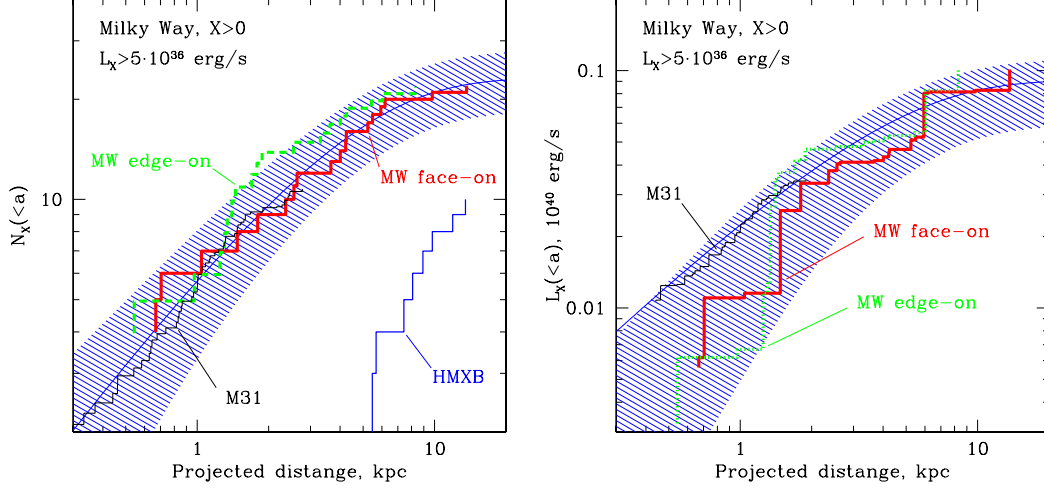 Milky Way, X>0
L_X>5·10^36 erg/s
MW edge-on
MW face-on
M31
HMXB
10
1
10
N_X(<a)
Projected distange, kpc
Milky Way, X>0
L_X>5·10^36 erg/s
0.1
M31
MW face-on
MW edge-on
0.01
1
10
L_X(<a), 10^40 erg/s
Projected distange, kpc